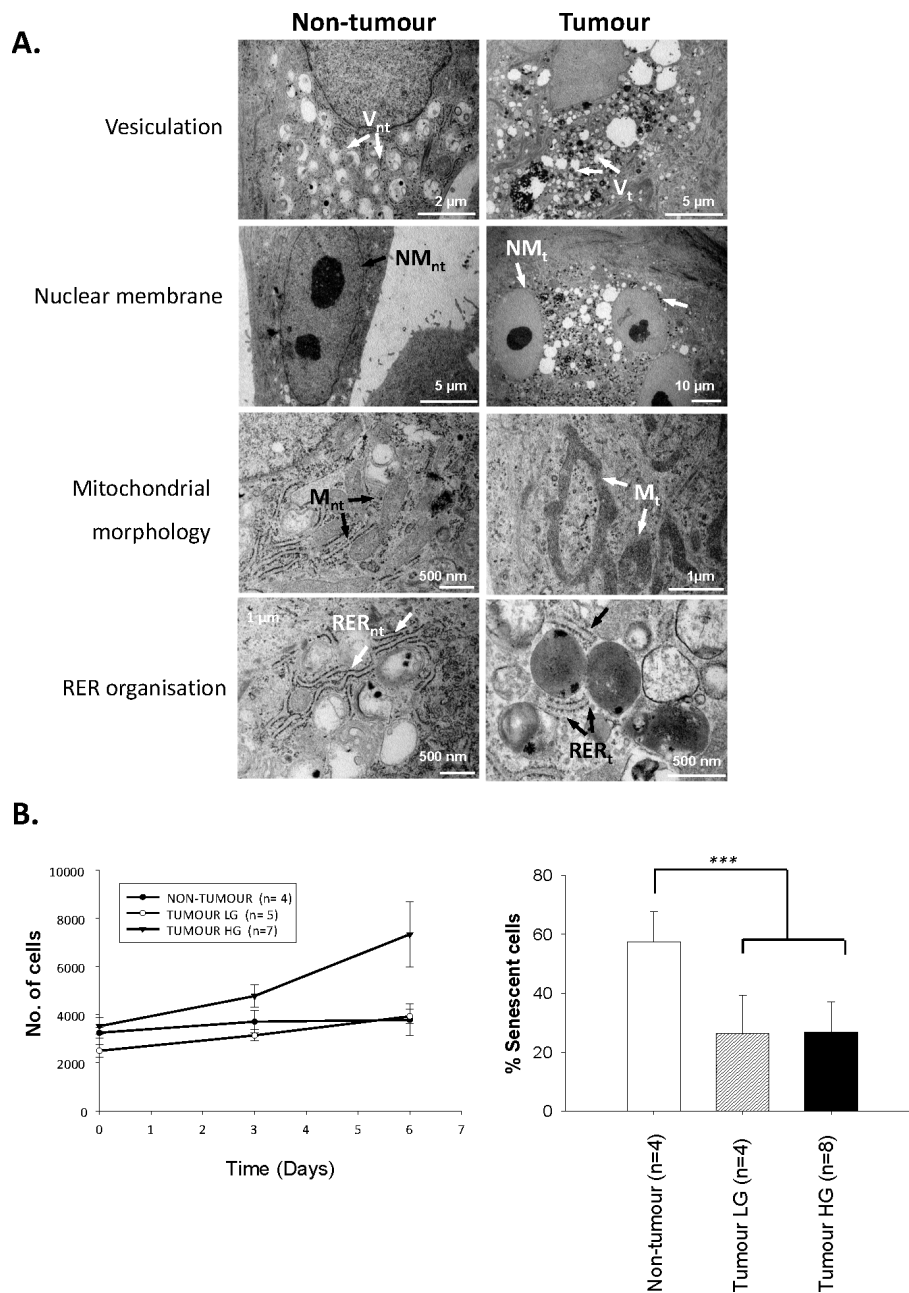 Non-tumour
Tumour
A.
Vesiculation
Vnt
2 µm
Vt
5 µm
Nuclear membrane
NMnt
5 µm
NMt
10 µm
Mitochondrial
morphology
Mnt
500 nm
Mt
1µm
RER organisation
1 µm
RERnt
500 nm
RERt
500 nm
B.
No. of cells
10000
8000
6000
4000
2000
0
NON-TUMOUR (n= 4)
TUMOUR LG (n= 5)
TUMOUR HG (n=7)
0 1 2 3 4 5 6 7
Time (Days)
% Senescent cells
80
60
40
20
0
***
Non-tumour (n=4)
Tumour LG (n=4)
Tumour HG (n=8)